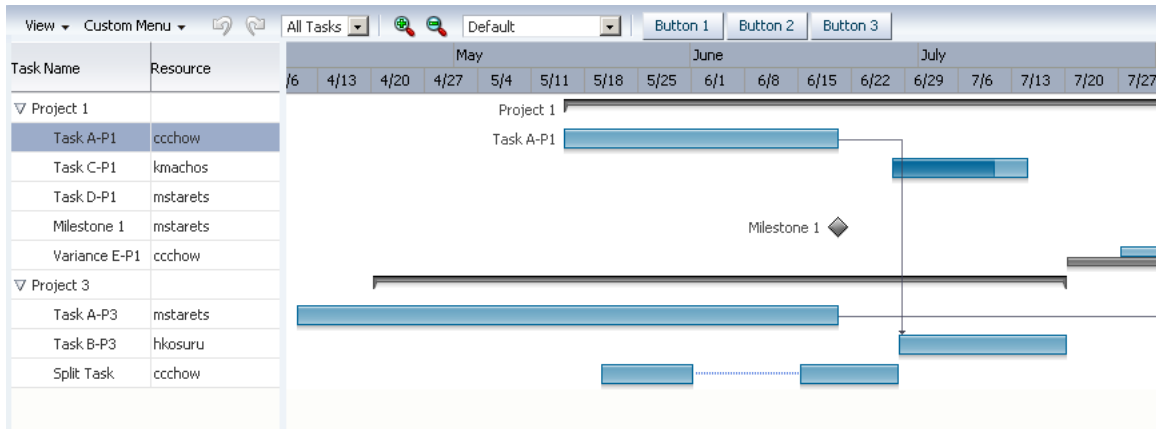 View Custom Menu All Tasks Default Button 1 Button 2 Button 3
Task Name Resource May June July
/6 4/13 4/20 4/27 5/4 5/11 5/18 5/25 6/1 6/8 6/15 6/22 6/29 7/6 7/13 7/20 7/27
Project 1 Project 1
Task A-P1 ccchow Task A-P1
Task C-P1 kmachos
Task D-P1 mstarets
Milestone 1 mstarets Milestone 1
Variance E-P1 ccchow
Project 3
Task A-P3 mstarets
Task B-P3 hkosuru
Split Task ccchow